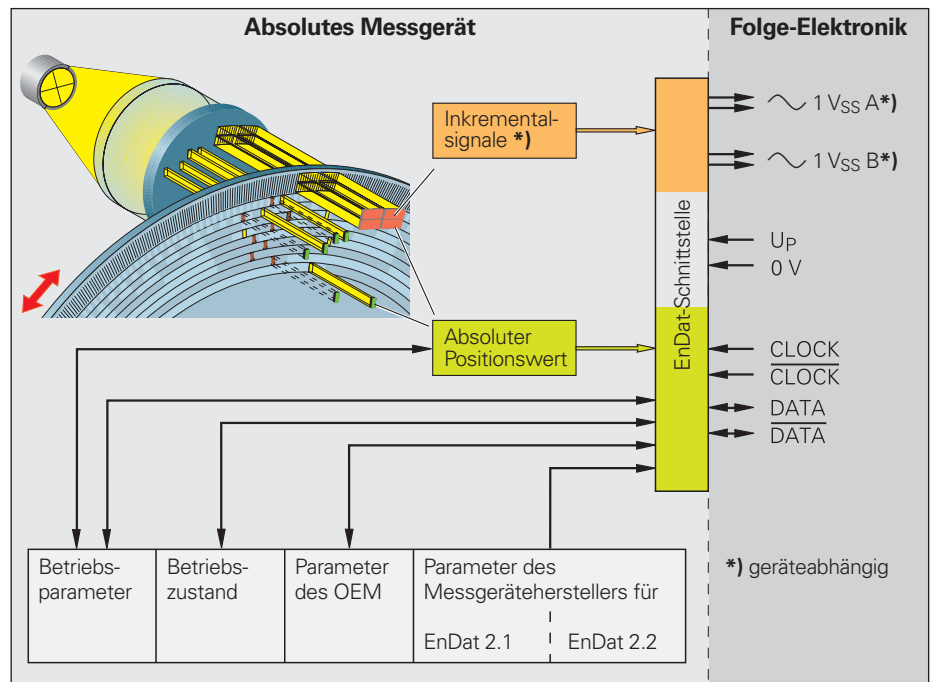 Absolutes Messgerät
Folge-Elektronik
Inkremental-
signale *)
1 VSS A*)
1 VSS B*)
UP
0 V
EnDat-Schnittstelle
Absoluter
Positionswert
CLOCK
CLOCK
DATA
DATA
Betriebs-
parameter
Betriebs-
zustand
Parameter
des OEM
Parameter des
Messgeräteherstellers für
EnDat 2.1
EnDat 2.2
*) geräteabhängig